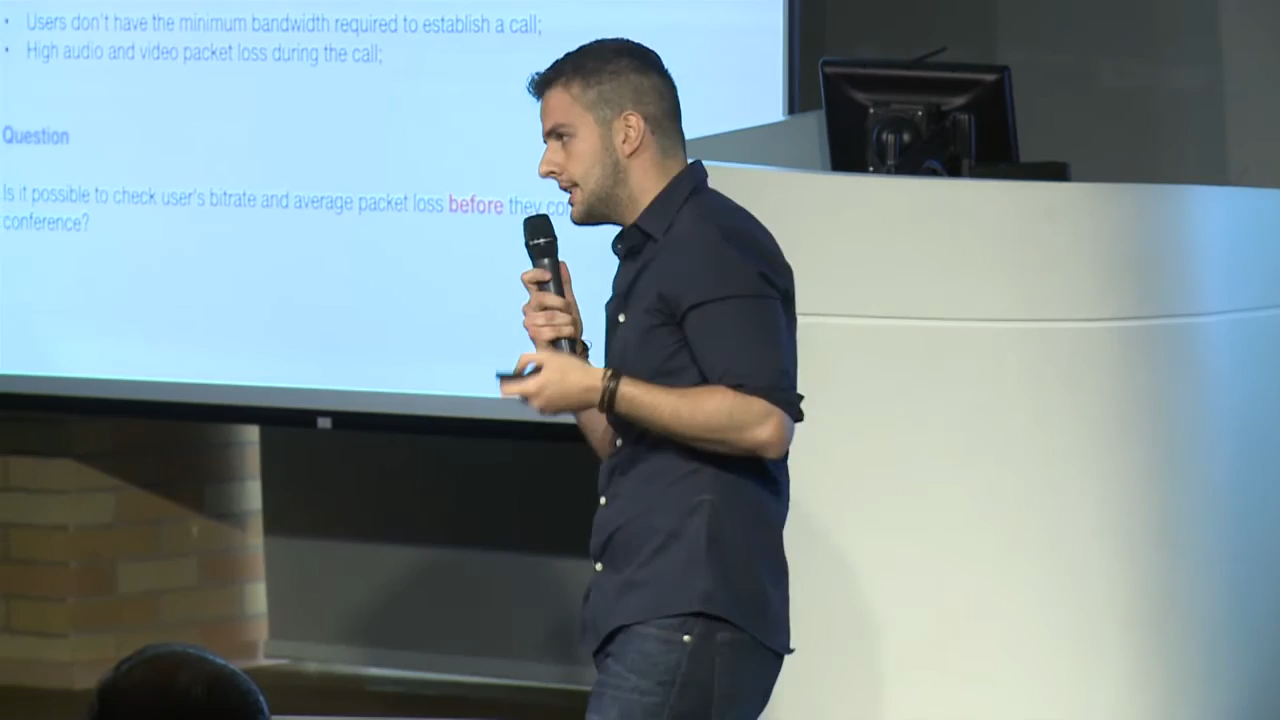 • Users don't have the minimum bandwidth required to establish a call;
• High audio and video packet loss during the call;
Question
Is it possible to check user's bitrate and average packet loss before they
conference?